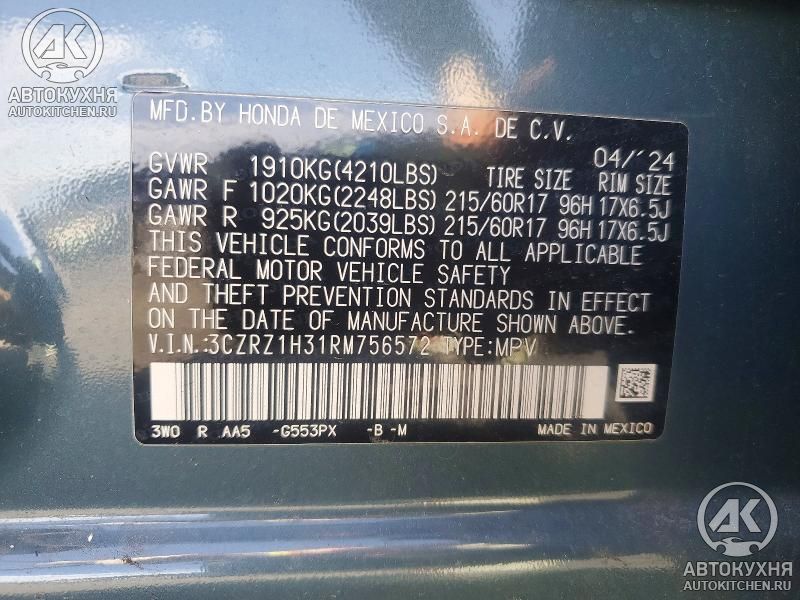 АК
АВТОКУХНЯ
AUTOKITCHEN.RU
MFD.BY HONDA DE MEXICO S.A. DE C.V.
04/'24
GVWR 1910KG(4210LBS) TIRE SIZE RIM SIZE
GAWR F 1020KG(2248LBS) 215/60R17 96H 17X6.5J
GAWR R 925KG(2039LBS) 215/60R17 96H 17X6.5J
THIS VEHICLE CONFORMS TO ALL APPLICABLE
FEDERAL MOTOR VEHICLE SAFETY
AND THEFT PREVENTION STANDARDS IN EFFECT
ON THE DATE OF MANUFACTURE SHOWN ABOVE.
V.I.N.:3CZRZ1H31RM756572 TYPE:MPV
3W0 R AA5 -G553PX -B -M MADE IN MEXICO
АК
АВТОКУХНЯ
AUTOKITCHEN.RU